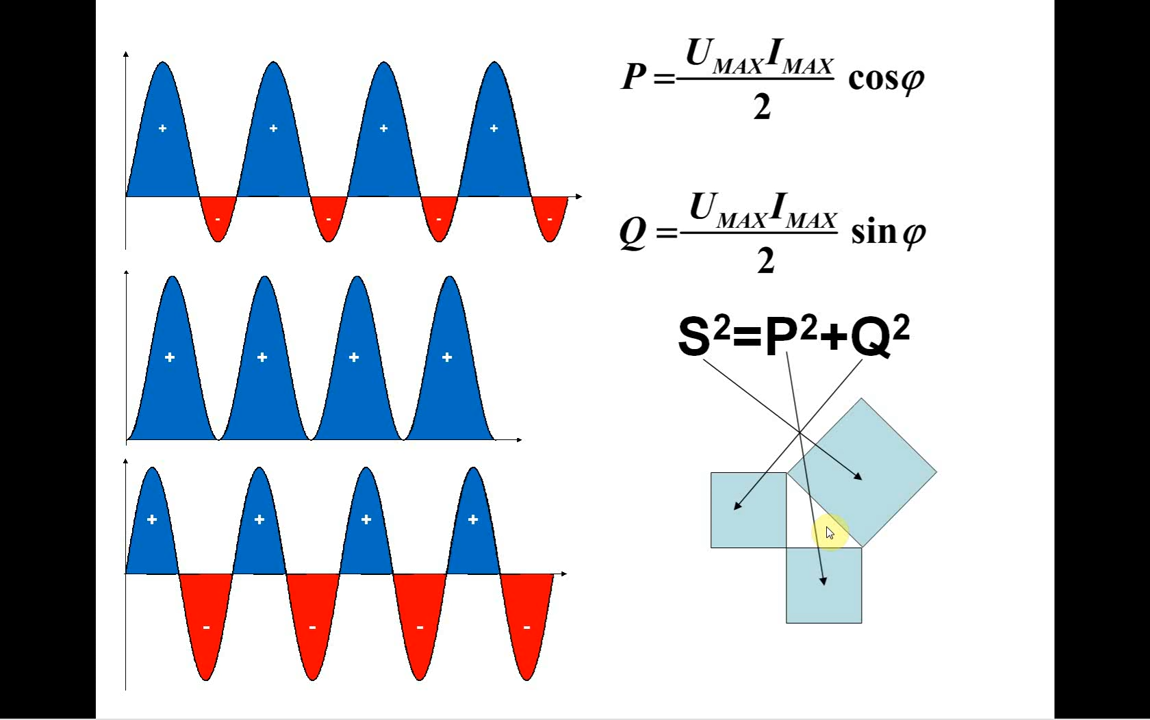 + + + +
- - - -
+ + + +
+ + + +
- - - -
P = U_MAX I_MAX / 2 cosφ
Q = U_MAX I_MAX / 2 sinφ
S²=P²+Q²